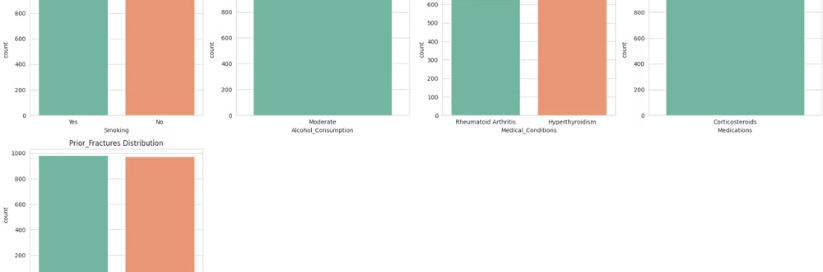 800
600
400
200
0
count
Yes
No
Smoking
800
600
400
200
0
count
Moderate
Alcohol_Consumption
600
500
400
300
200
100
0
count
Rheumatoid Arthritis
Hyperthyroidism
Medical_Conditions
800
600
400
200
0
count
Corticosteroids
Medications
Prior_Fractures Distribution
1000
800
600
400
200
count